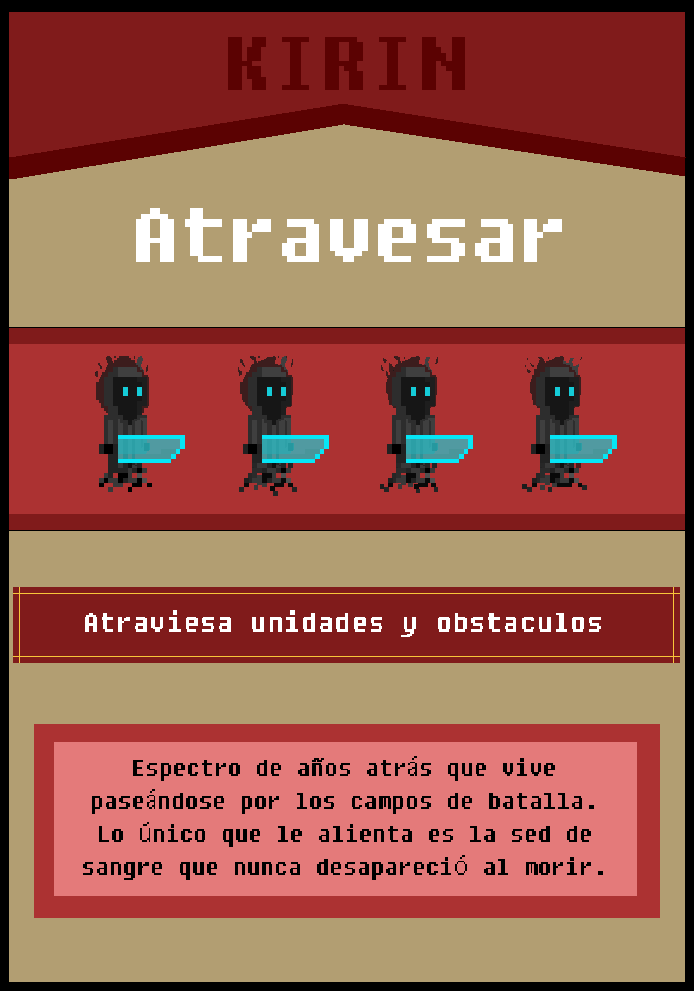 KIRIN
Atravesar
Atraviesa unidades y obstaculos
Espectro de años atrás que vive
paseándose por los campos de batalla.
Lo único que le alienta es la sed de
sangre que nunca desapareció al morir.